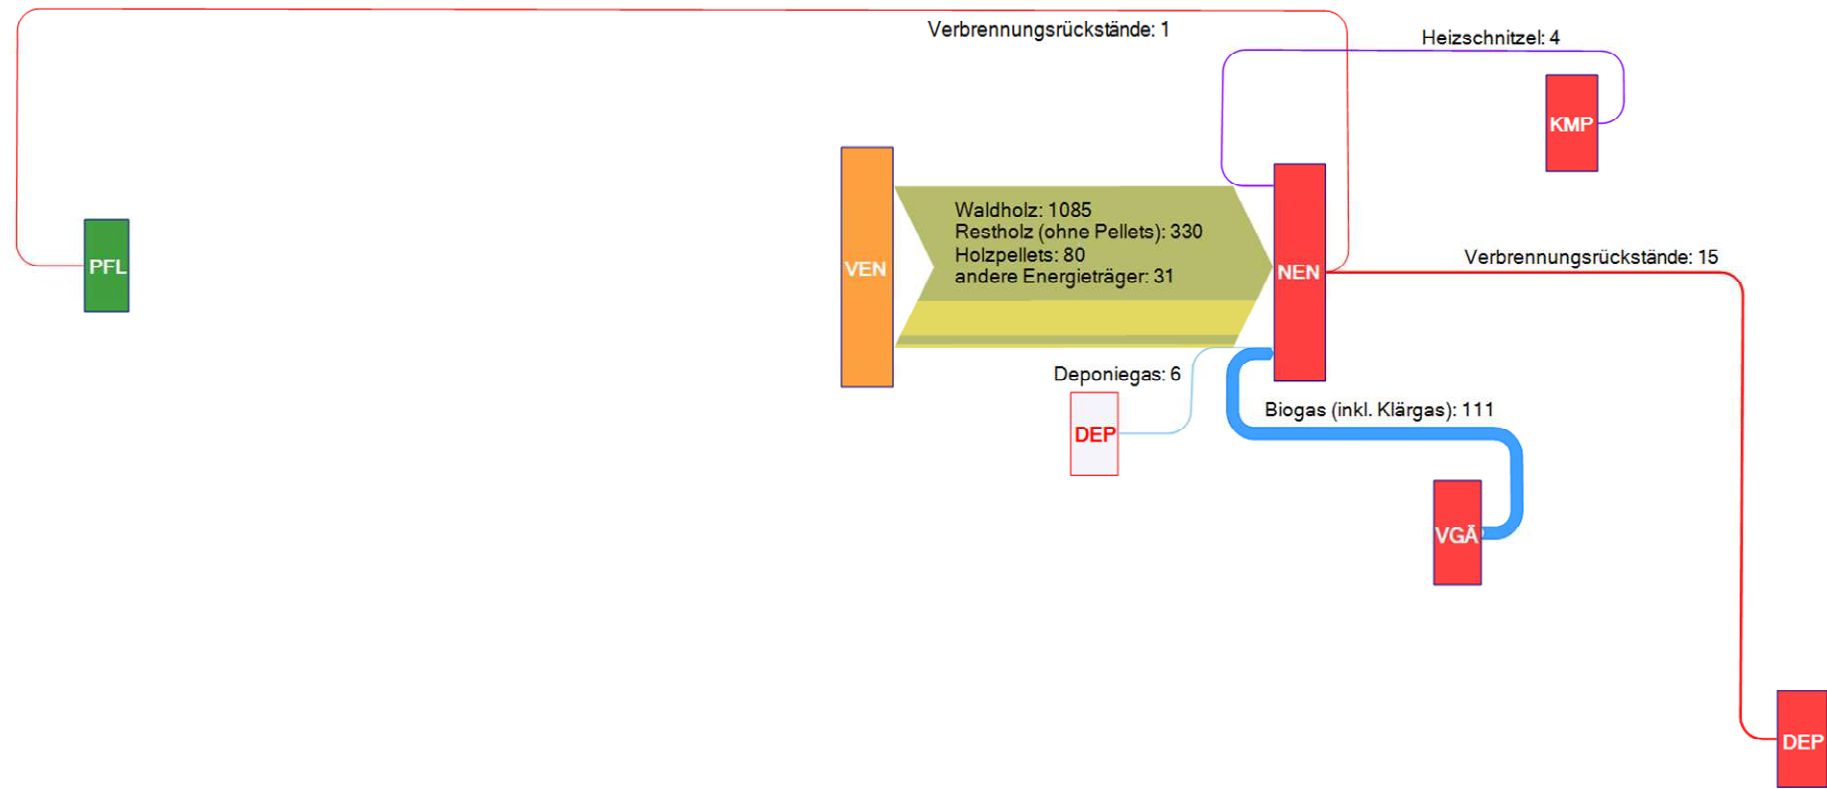 Verbrennungsrückstände: 1
Heizschnitzel: 4
KMP
Waldholz: 1085
Restholz (ohne Pellets): 330
Holzpellets: 80
andere Energieträger: 31
PFL
VEN
NEN
Verbrennungsrückstände: 15
Deponiegas: 6
DEP
Biogas (inkl. Klärgas): 111
VGÄ
DEP